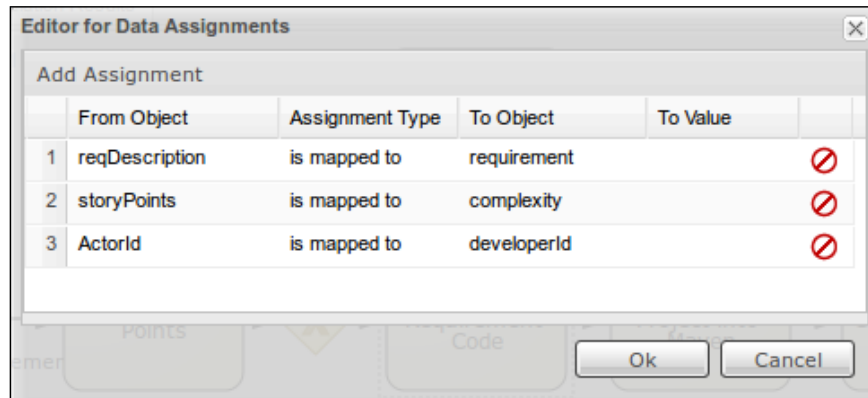 Editor for Data Assignments
Add Assignment
From Object Assignment Type To Object To Value
1 reqDescription is mapped to requirement
2 storyPoints is mapped to complexity
3 ActorId is mapped to developerId
Points
Code
Ok Cancel